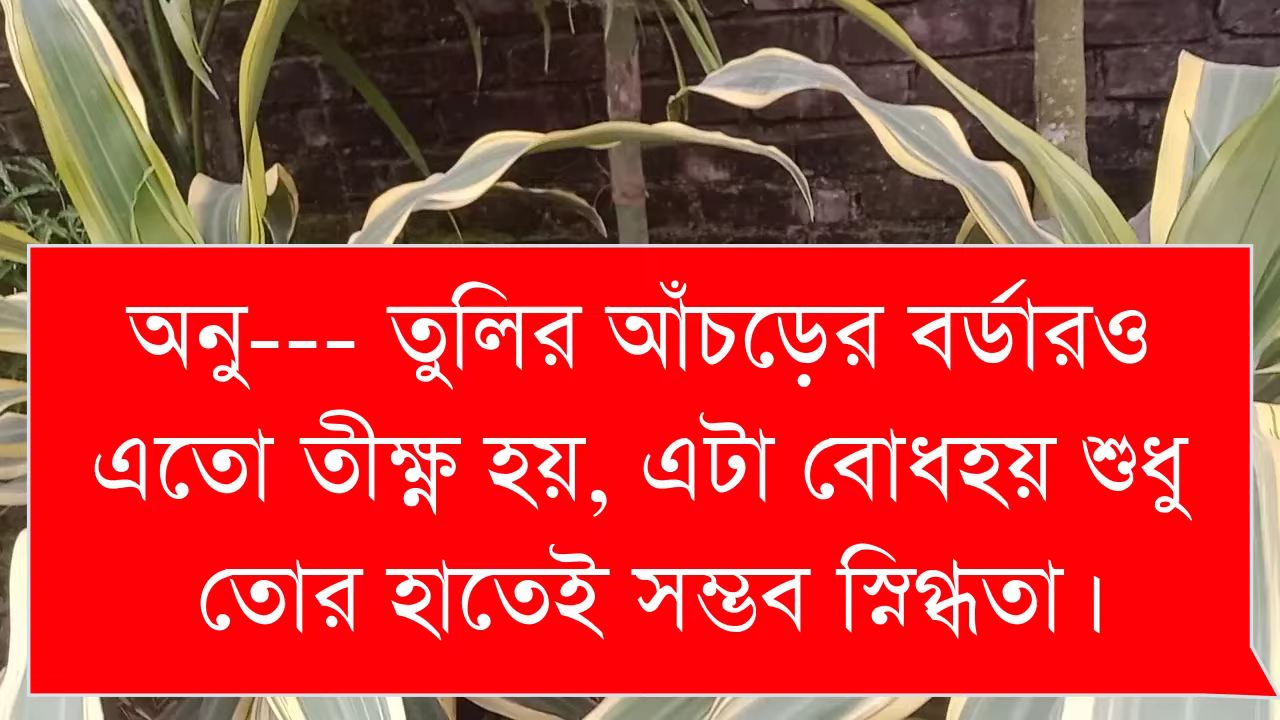 অনু--- তুলির আঁচড়ের বর্ডারও
এতো তীক্ষ্ণ হয়, এটা বোধহয় শুধু
তোর হাতেই সম্ভব স্নিগ্ধতা।